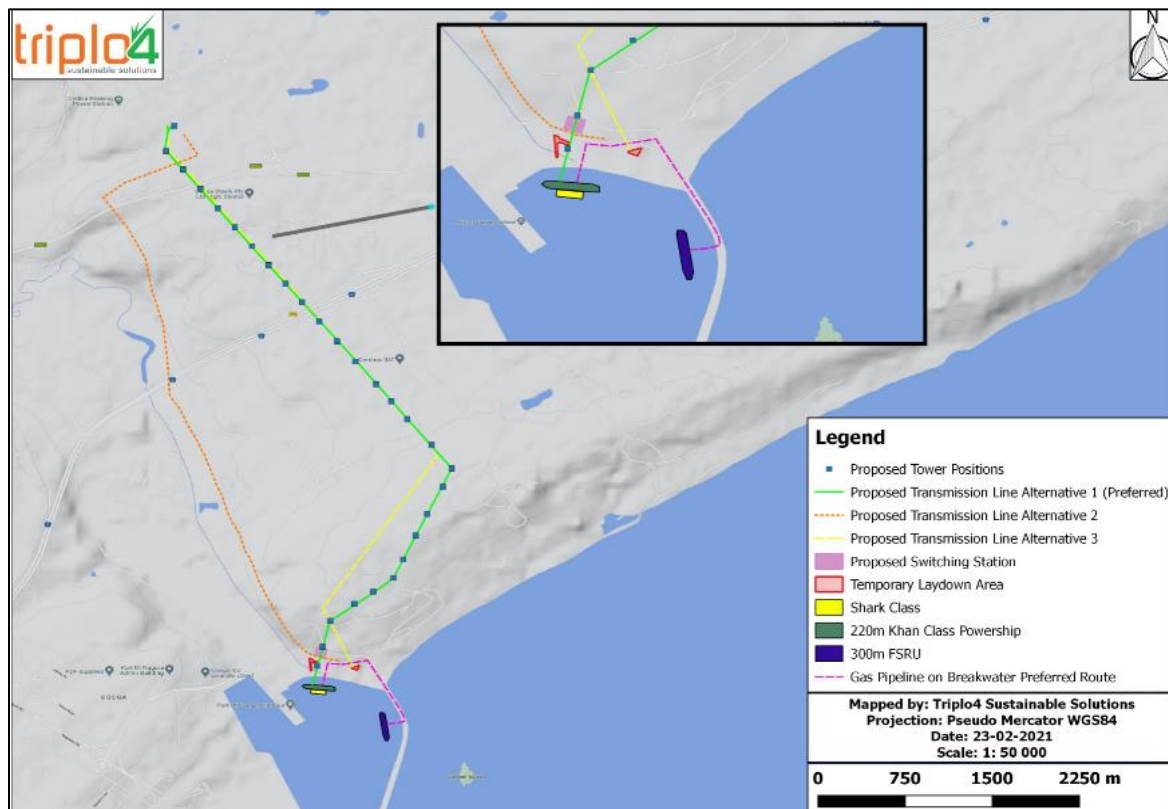 triplo4
sustainable solutions
N
Legend
Proposed Tower Positions
Proposed Transmission Line Alternative 1 (Preferred)
Proposed Transmission Line Alternative 2
Proposed Transmission Line Alternative 3
Proposed Switching Station
Temporary Laydown Area
Shark Class
220m Khan Class Powership
300m FSRU
Gas Pipeline on Breakwater Preferred Route
Mapped by: Triplo4 Sustainable Solutions
Projection: Pseudo Mercator WGS84
Date: 23-02-2021
Scale: 1: 50 000
0 750 1500 2250 m